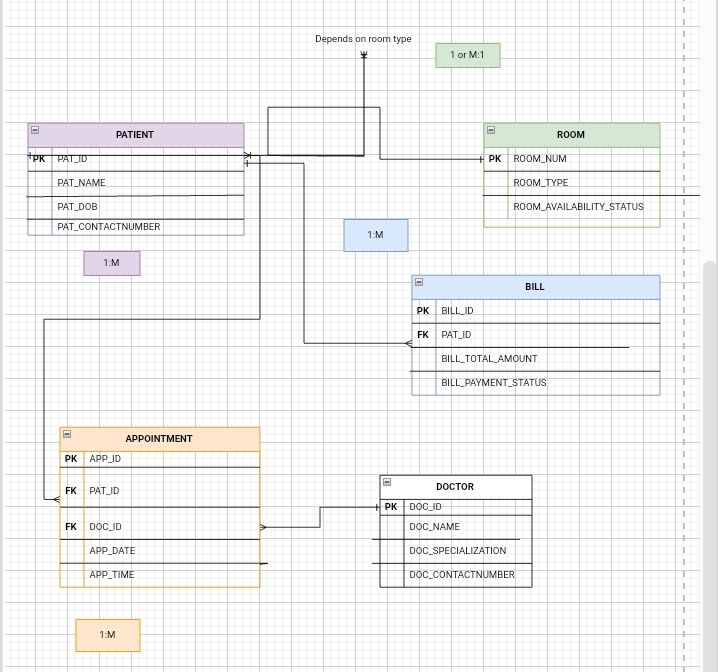 Depends on room type
1 or M:1
PATIENT
PK PAT_ID
PAT_NAME
PAT_DOB
PAT_CONTACTNUMBER
1:M
ROOM
PK ROOM_NUM
ROOM_TYPE
ROOM_AVAILABILITY_STATUS
1:M
BILL
PK BILL_ID
FK PAT_ID
BILL_TOTAL_AMOUNT
BILL_PAYMENT_STATUS
APPOINTMENT
PK APP_ID
FK PAT_ID
FK DOC_ID
APP_DATE
APP_TIME
DOCTOR
PK DOC_ID
DOC_NAME
DOC_SPECIALIZATION
DOC_CONTACTNUMBER
1:M